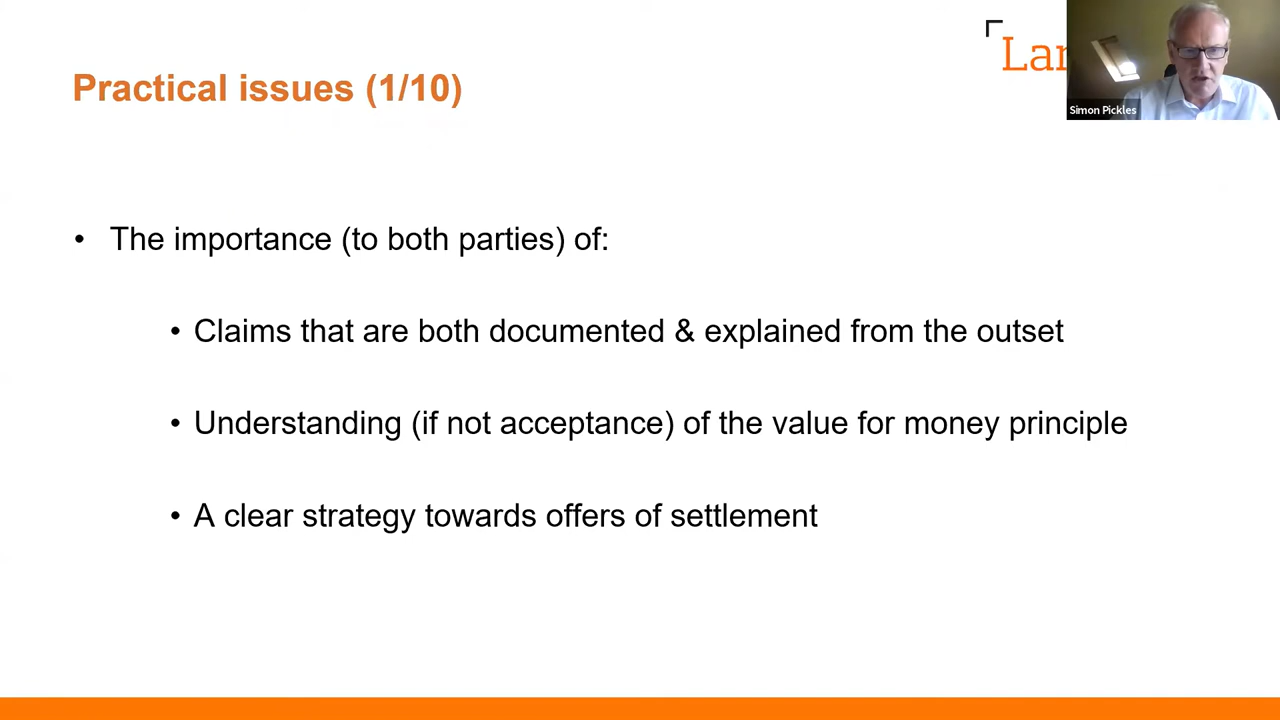 Lan
Simon Pickles
Practical issues (1/10)
• The importance (to both parties) of:
• Claims that are both documented & explained from the outset
• Understanding (if not acceptance) of the value for money principle
• A clear strategy towards offers of settlement